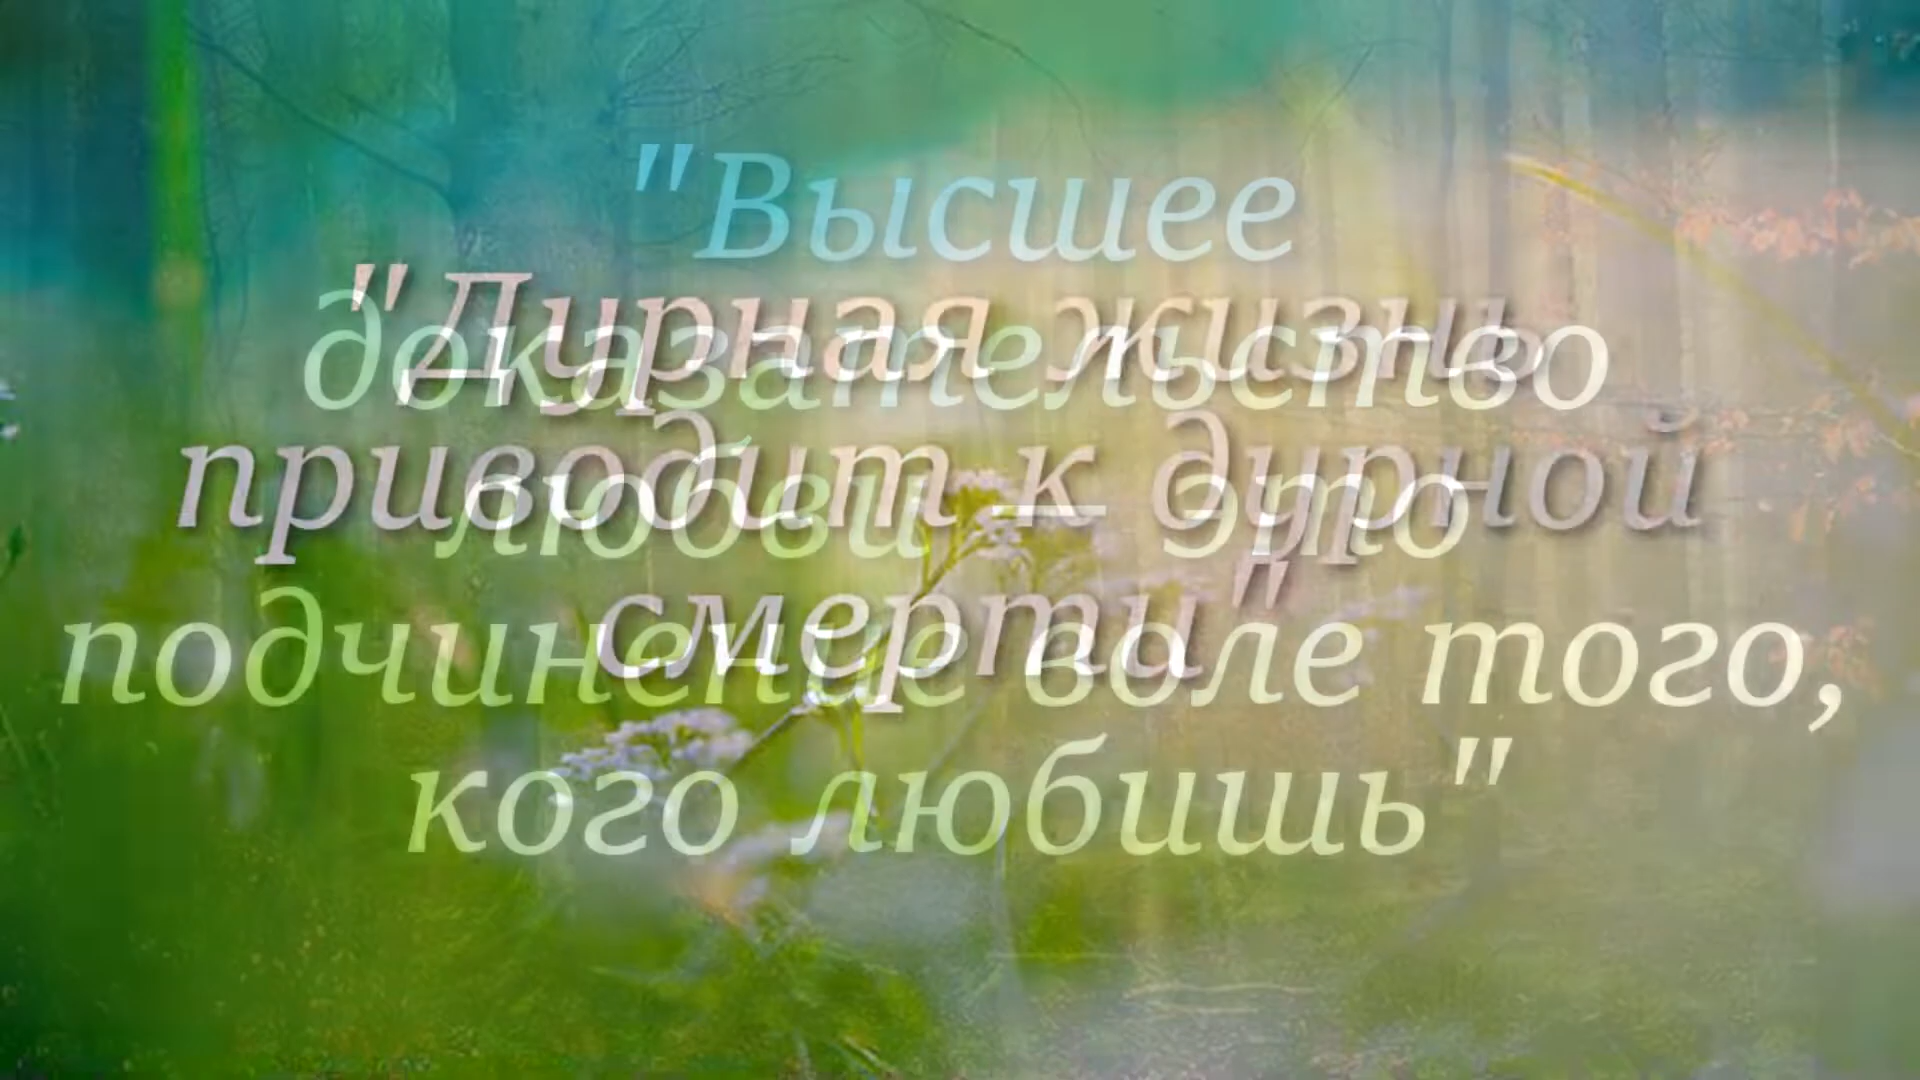 "Высшее
доказательство
любви — это
подчинение воле того,
кого любишь"
"Дурная жизнь
приводит к дурной
смерти"